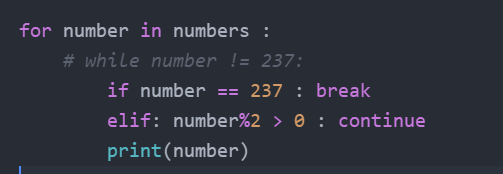 for number in numbers :
    # while number != 237:
        if number == 237 : break
        elif: number%2 > 0 : continue
        print(number)